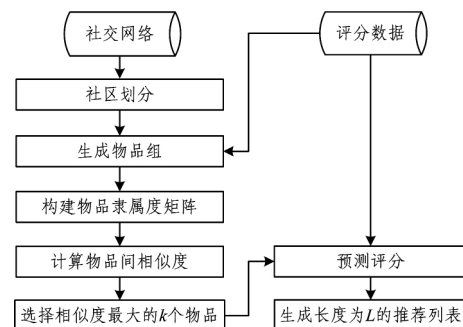 社交网络
评分数据
社区划分
生成物品组
构建物品隶属度矩阵
计算物品间相似度
预测评分
选择相似度最大的k个物品
生成长度为L的推荐列表